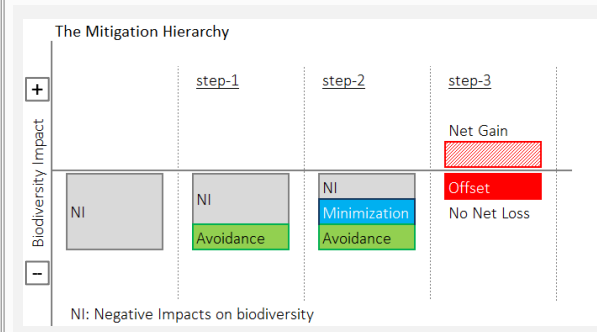 The Mitigation Hierarchy
step-1
step-2
step-3
+
Biodiversity Impact
–
Net Gain
NI
NI
Avoidance
NI
Minimization
Avoidance
Offset
No Net Loss
NI: Negative Impacts on biodiversity